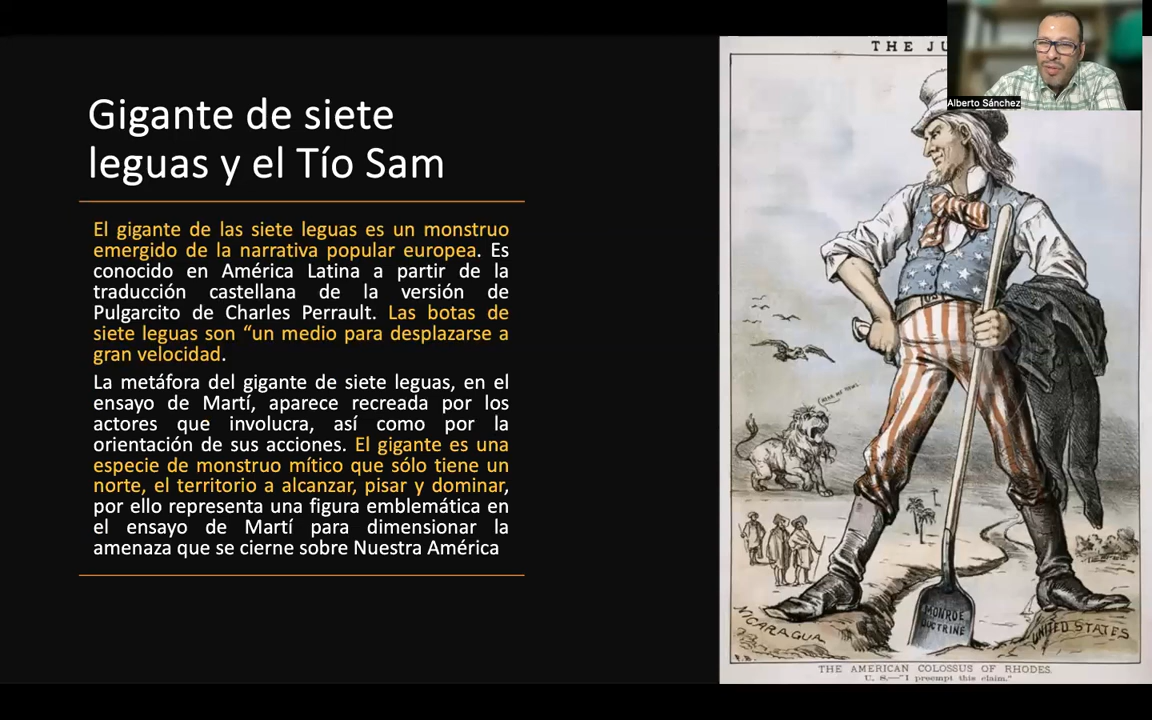 Gigante de siete
leguas y el Tío Sam
El gigante de las siete leguas es un monstruo
emergido de la narrativa popular europea. Es
conocido en América Latina a partir de la
traducción castellana de la versión de
Pulgarcito de Charles Perrault. Las botas de
siete leguas son “un medio para desplazarse a
gran velocidad.
La metáfora del gigante de siete leguas, en el
ensayo de Martí, aparece recreada por los
actores que involucra, así como por la
orientación de sus acciones. El gigante es una
especie de monstruo mítico que sólo tiene un
norte, el territorio a alcanzar, pisar y dominar,
por ello representa una figura emblemática en
el ensayo de Martí para dimensionar la
amenaza que se cierne sobre Nuestra América
THE JU
Alberto Sánchez
MONROE
DOCTRINE
NICARAGUA
UNITED STATES
THE AMERICAN COLOSSUS OF RHODES.
U. S.—"I preempt this claim."